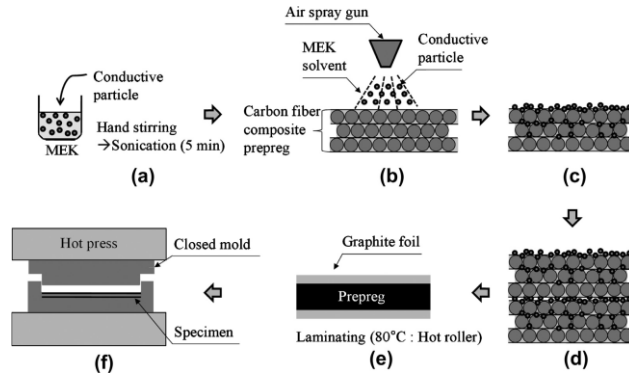 Conductive
particle
Hand stirring
→Sonication (5 min)
MEK
(a)
Air spray gun
MEK
solvent
Conductive
particle
Carbon fiber
composite
prepreg
(b)
(c)
(d)
Graphite foil
Prepreg
Laminating (80°C : Hot roller)
(e)
Hot press
Closed mold
Specimen
(f)